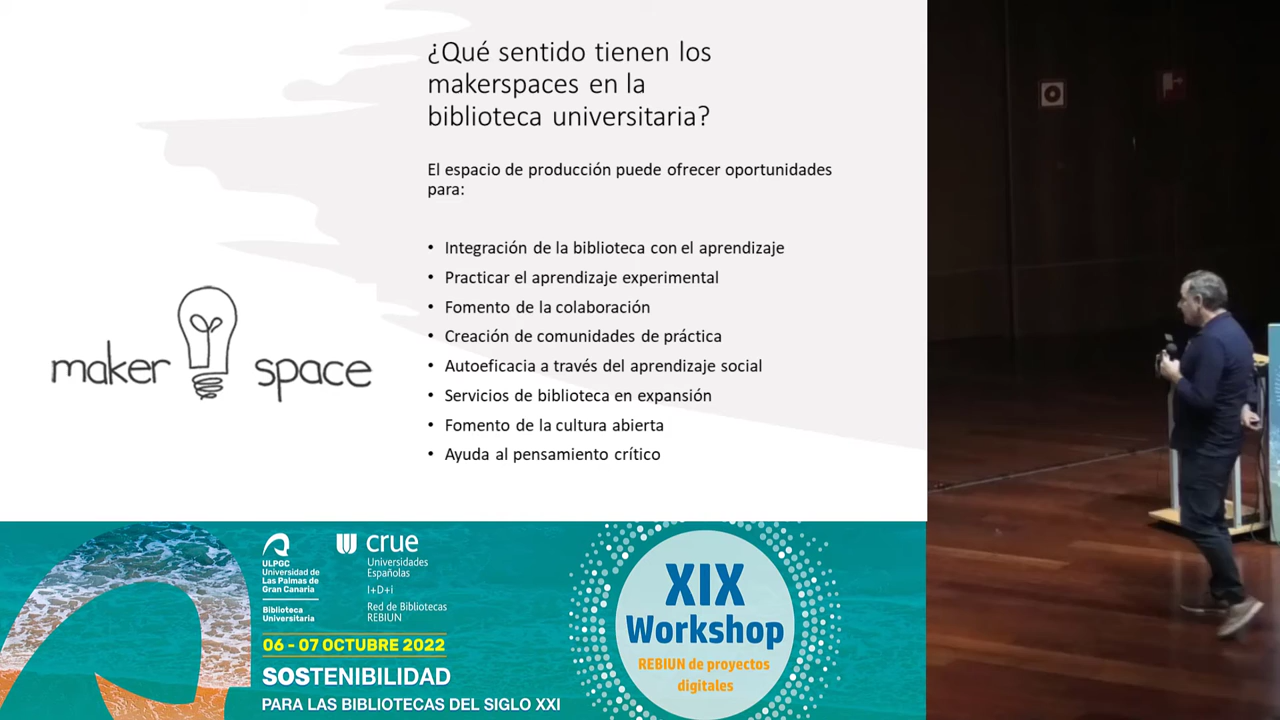 ¿Qué sentido tienen los
makerspaces en la
biblioteca universitaria?
El espacio de producción puede ofrecer oportunidades
para:
• Integración de la biblioteca con el aprendizaje
• Practicar el aprendizaje experimental
• Fomento de la colaboración
• Creación de comunidades de práctica
• Autoeficacia a través del aprendizaje social
• Servicios de biblioteca en expansión
• Fomento de la cultura abierta
• Ayuda al pensamiento crítico
maker space
ULPGC
Universidad de
Las Palmas de
Gran Canaria
Biblioteca
Universitaria
crue
Universidades
Españolas
I+D+i
Red de Bibliotecas
REBIUN
06 - 07 OCTUBRE 2022
SOSTENIBILIDAD
PARA LAS BIBLIOTECAS DEL SIGLO XXI
XIX
Workshop
REBIUN de proyectos
digitales